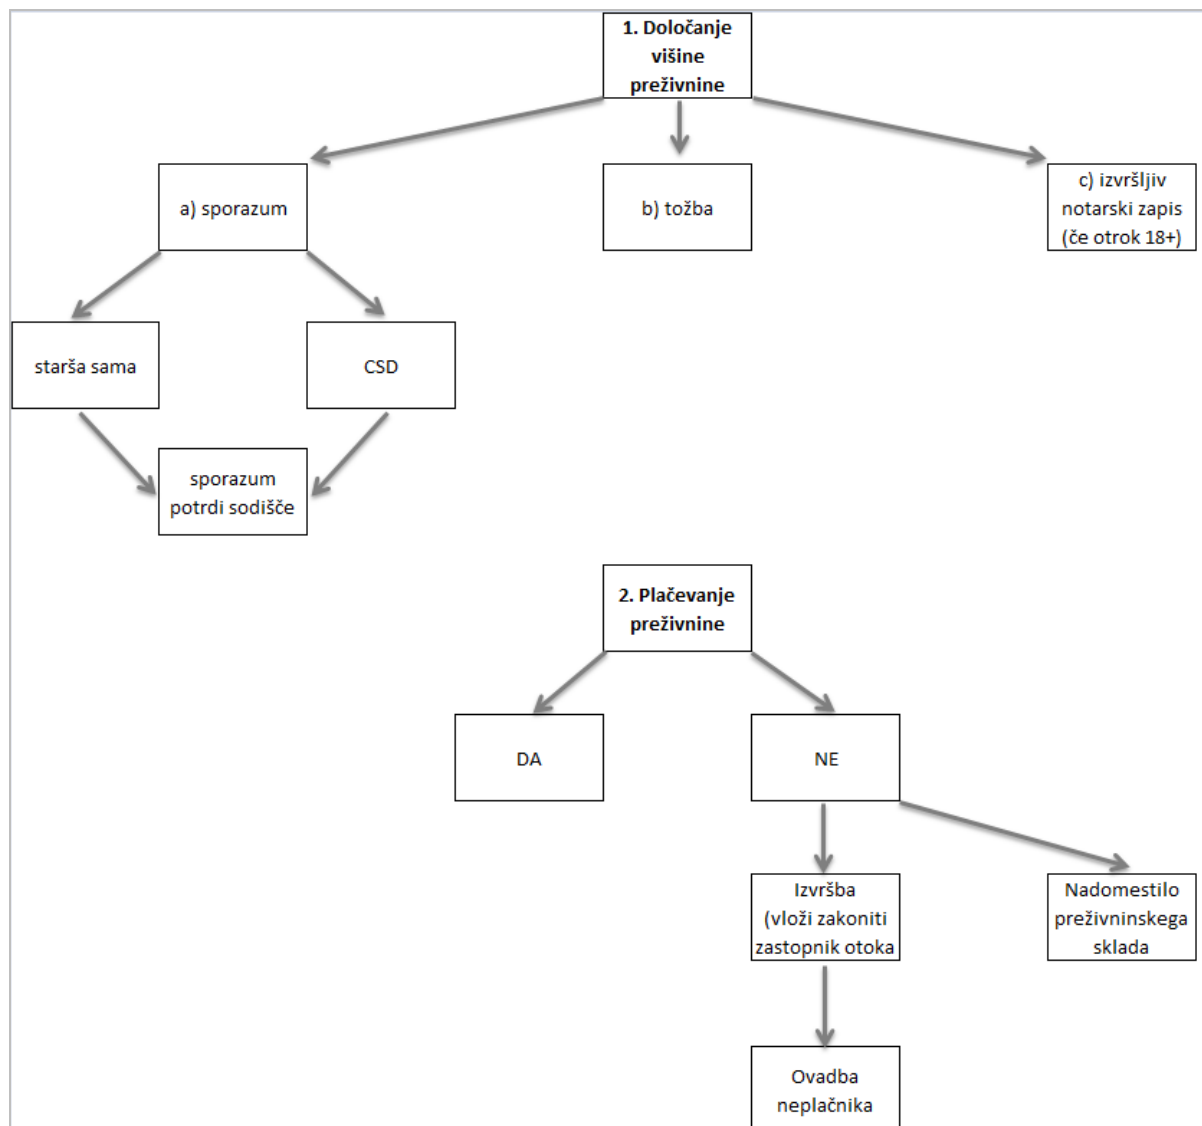 1. Določanje
višine
preživnine
a) sporazum
b) tožba
c) izvršljiv
notarski zapis
(če otrok 18+)
starša sama
CSD
sporazum
potrdi sodišče
2. Plačevanje
preživnine
DA
NE
Izvršba
(vloži zakoniti
zastopnik otoka
Nadomestilo
preživninskega
sklada
Ovadba
neplačnika